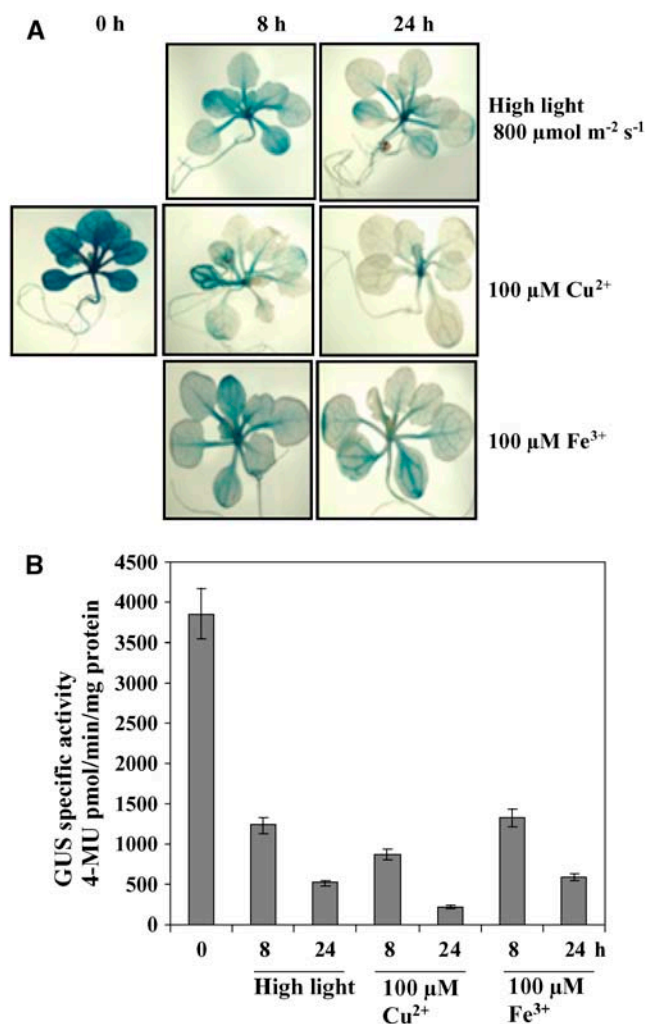 A
0 h 8 h 24 h
High light
800 µmol m⁻² s⁻¹
100 µM Cu²⁺
100 µM Fe³⁺
B
GUS specific activity
4-MU pmol/min/mg protein
4500
4000
3500
3000
2500
2000
1500
1000
500
0
0 8 24 8 24 8 24 h
High light 100 µM 100 µM
Cu²⁺ Fe³⁺